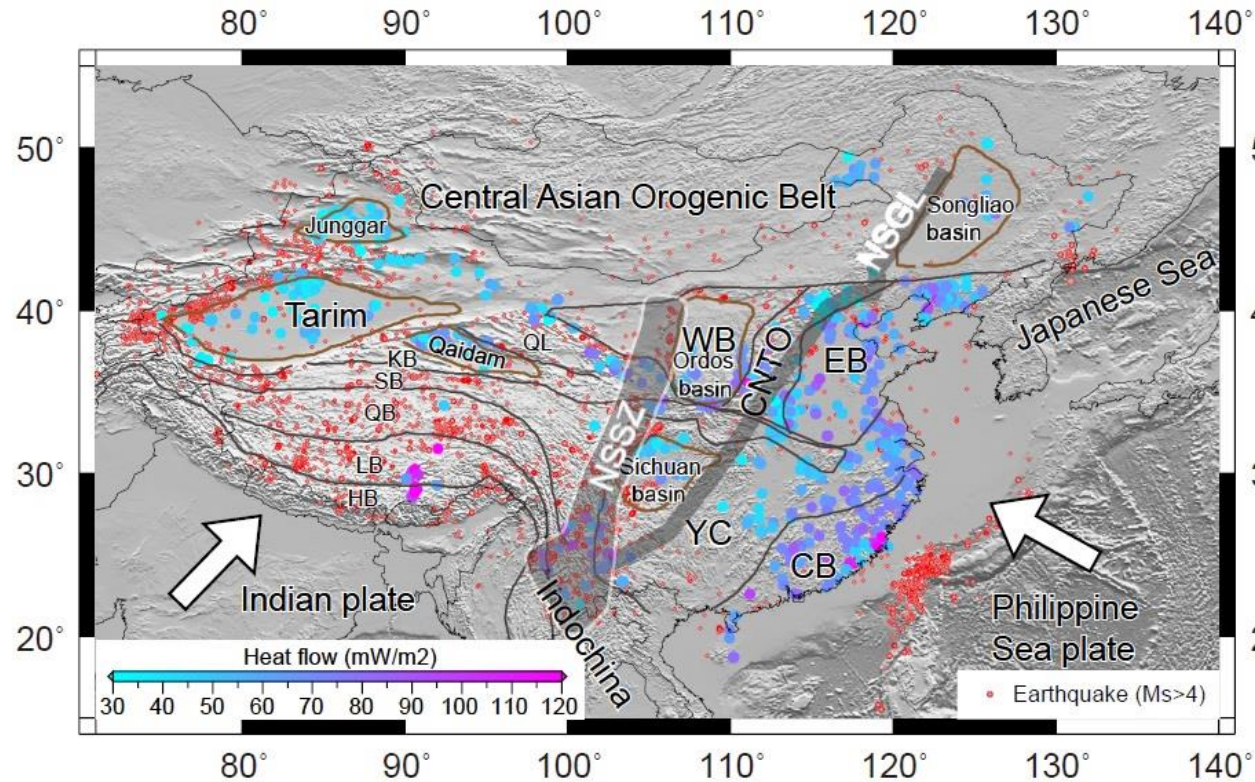 80° 90° 100° 110° 120° 130° 140°
50°
40°
30°
20°
Central Asian Orogenic Belt
Junggar
NSGL
Songliao
basin
Japanese Sea
Tarim
Qaidam
QL
KB
SB
QB
LB
HB
WB
Ordos
basin
CNTO
EB
NSSZ
Sichuan
basin
YC
CB
Indian plate
Indochina
Philippine
Sea plate
Heat flow (mW/m2)
30 40 50 60 70 80 90 100 110 120
Earthquake (Ms>4)
80° 90° 100° 110° 120° 130° 140°